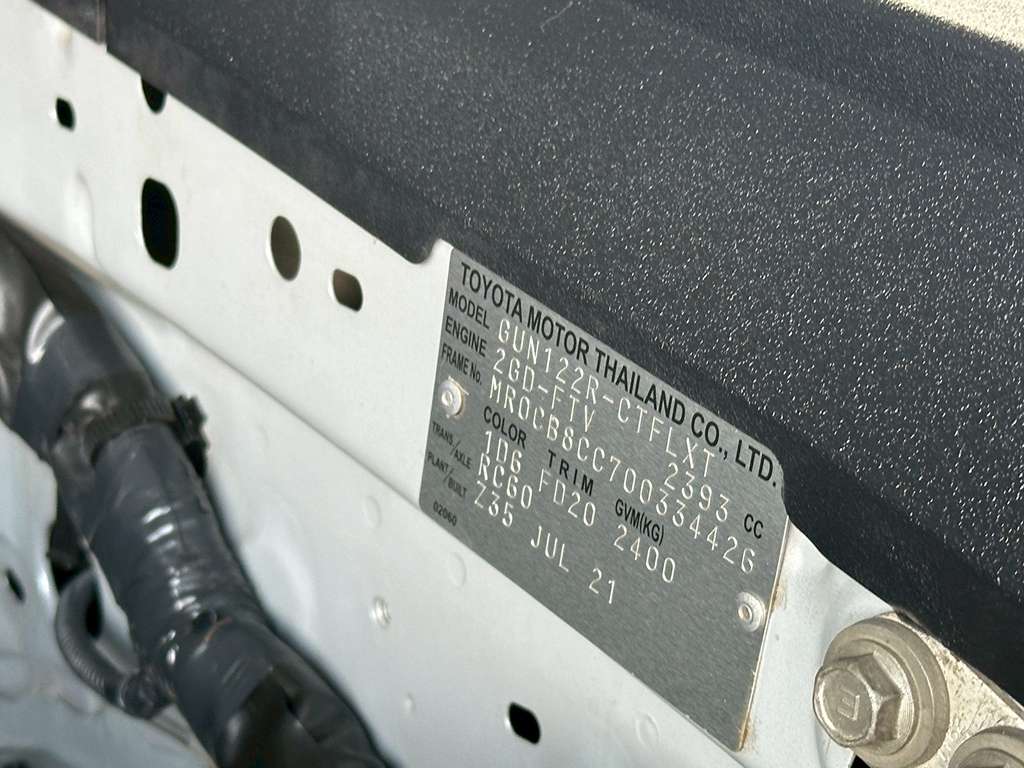 TOYOTA MOTOR THAILAND CO., LTD.
MODEL GUN122R-CTFLXT
ENGINE 2GD-FTV 2393 CC
FRAME No. MR0CB8CC700334426
COLOR TRIM GVM(KG)
1D6 FD20 2400
TRANS./AXLE RC60
PLANT/BUILT Z35 JUL 21
02060